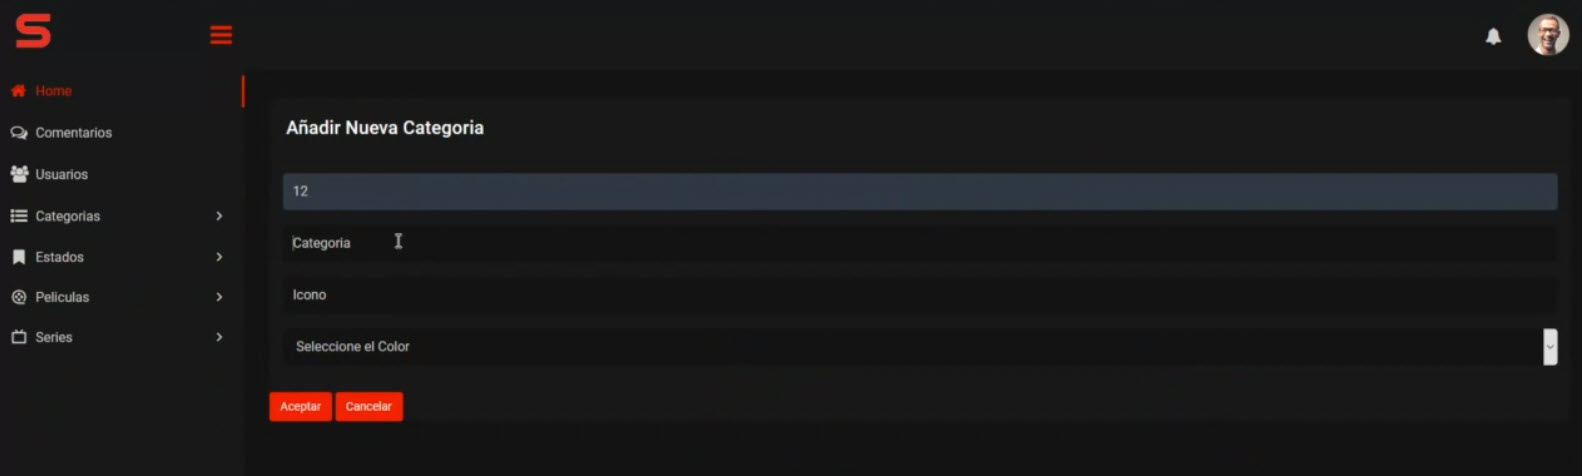 S
Home
Comentarios
Usuarios
Categorias
Estados
Peliculas
Series
Añadir Nueva Categoria
12
Categoria
Icono
Seleccione el Color
Aceptar Cancelar